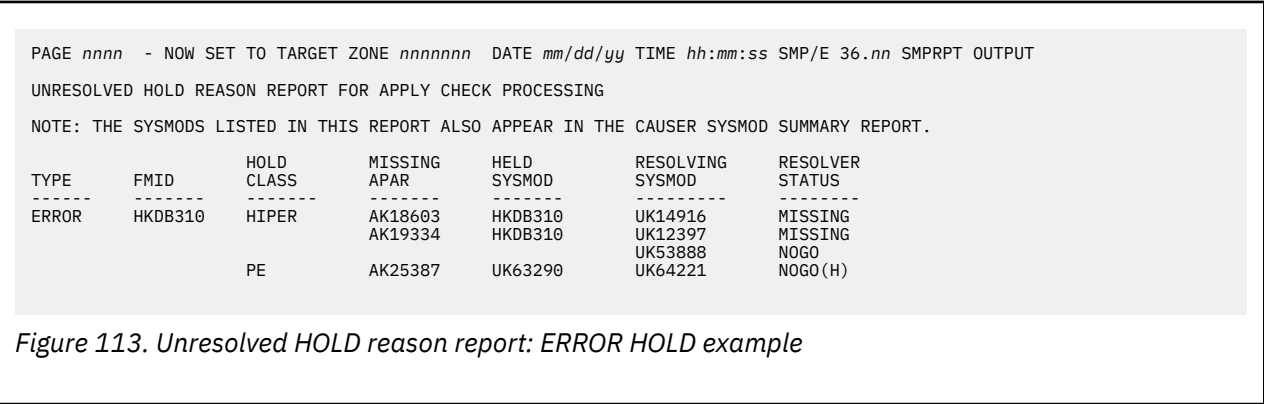 PAGE nnnn - NOW SET TO TARGET ZONE nnnnnnn DATE mm/dd/yy TIME hh:mm:ss SMP/E 36.nn SMPRPT OUTPUT
UNRESOLVED HOLD REASON REPORT FOR APPLY CHECK PROCESSING
NOTE: THE SYSMODS LISTED IN THIS REPORT ALSO APPEAR IN THE CAUSER SYSMOD SUMMARY REPORT.
HOLD MISSING HELD RESOLVING RESOLVER
TYPE FMID CLASS APAR SYSMOD SYSMOD STATUS
------ ------- ------- ------- ------- --------- --------
ERROR HKDB310 HIPER AK18603 HKDB310 UK14916 MISSING
AK19334 HKDB310 UK12397 MISSING
UK53888 NOGO
PE AK25387 UK63290 UK64221 NOGO(H)
Figure 113. Unresolved HOLD reason report: ERROR HOLD example